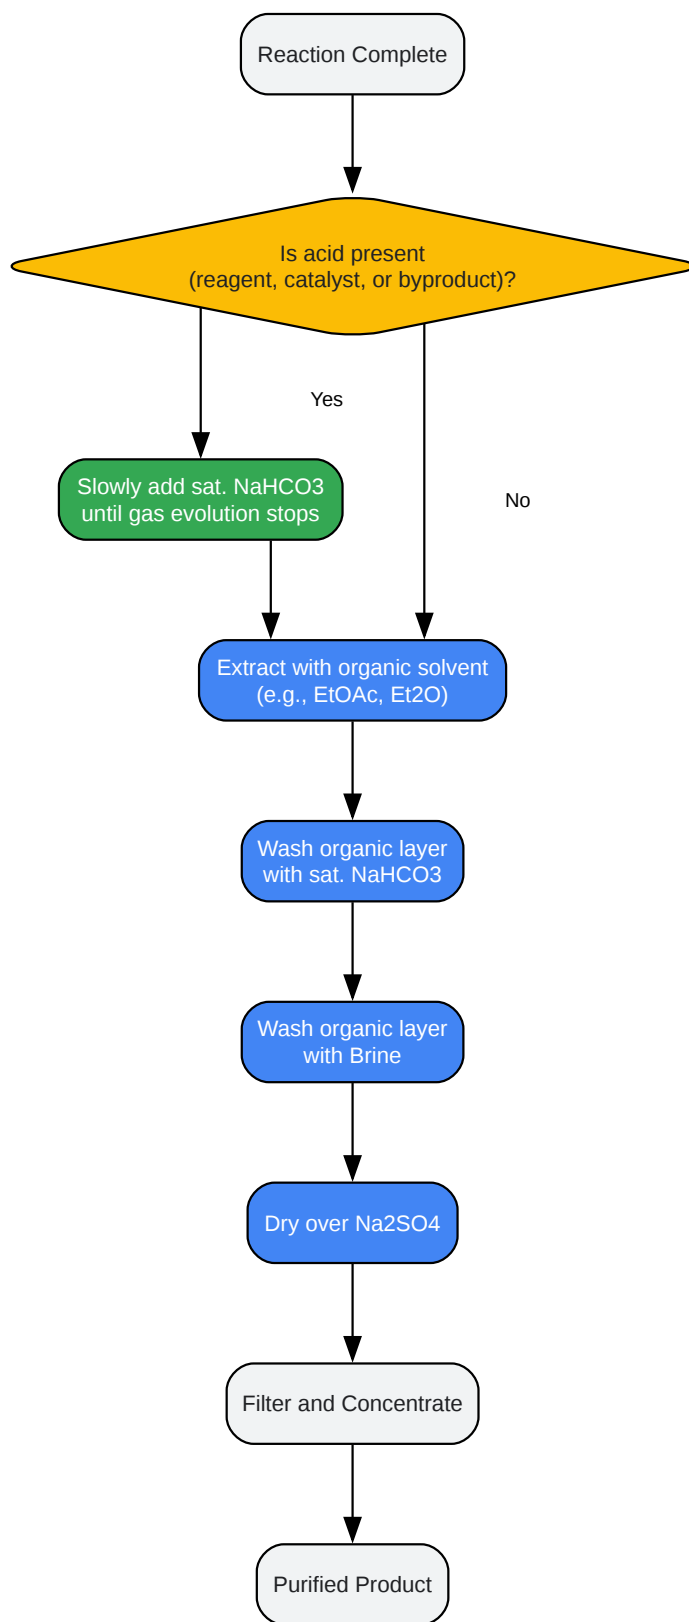 Reaction Complete
Is acid present
(reagent, catalyst, or byproduct)?
Yes
Slowly add sat. NaHCO3
until gas evolution stops
No
Extract with organic solvent
(e.g., EtOAc, Et2O)
Wash organic layer
with sat. NaHCO3
Wash organic layer
with Brine
Dry over Na2SO4
Filter and Concentrate
Purified Product